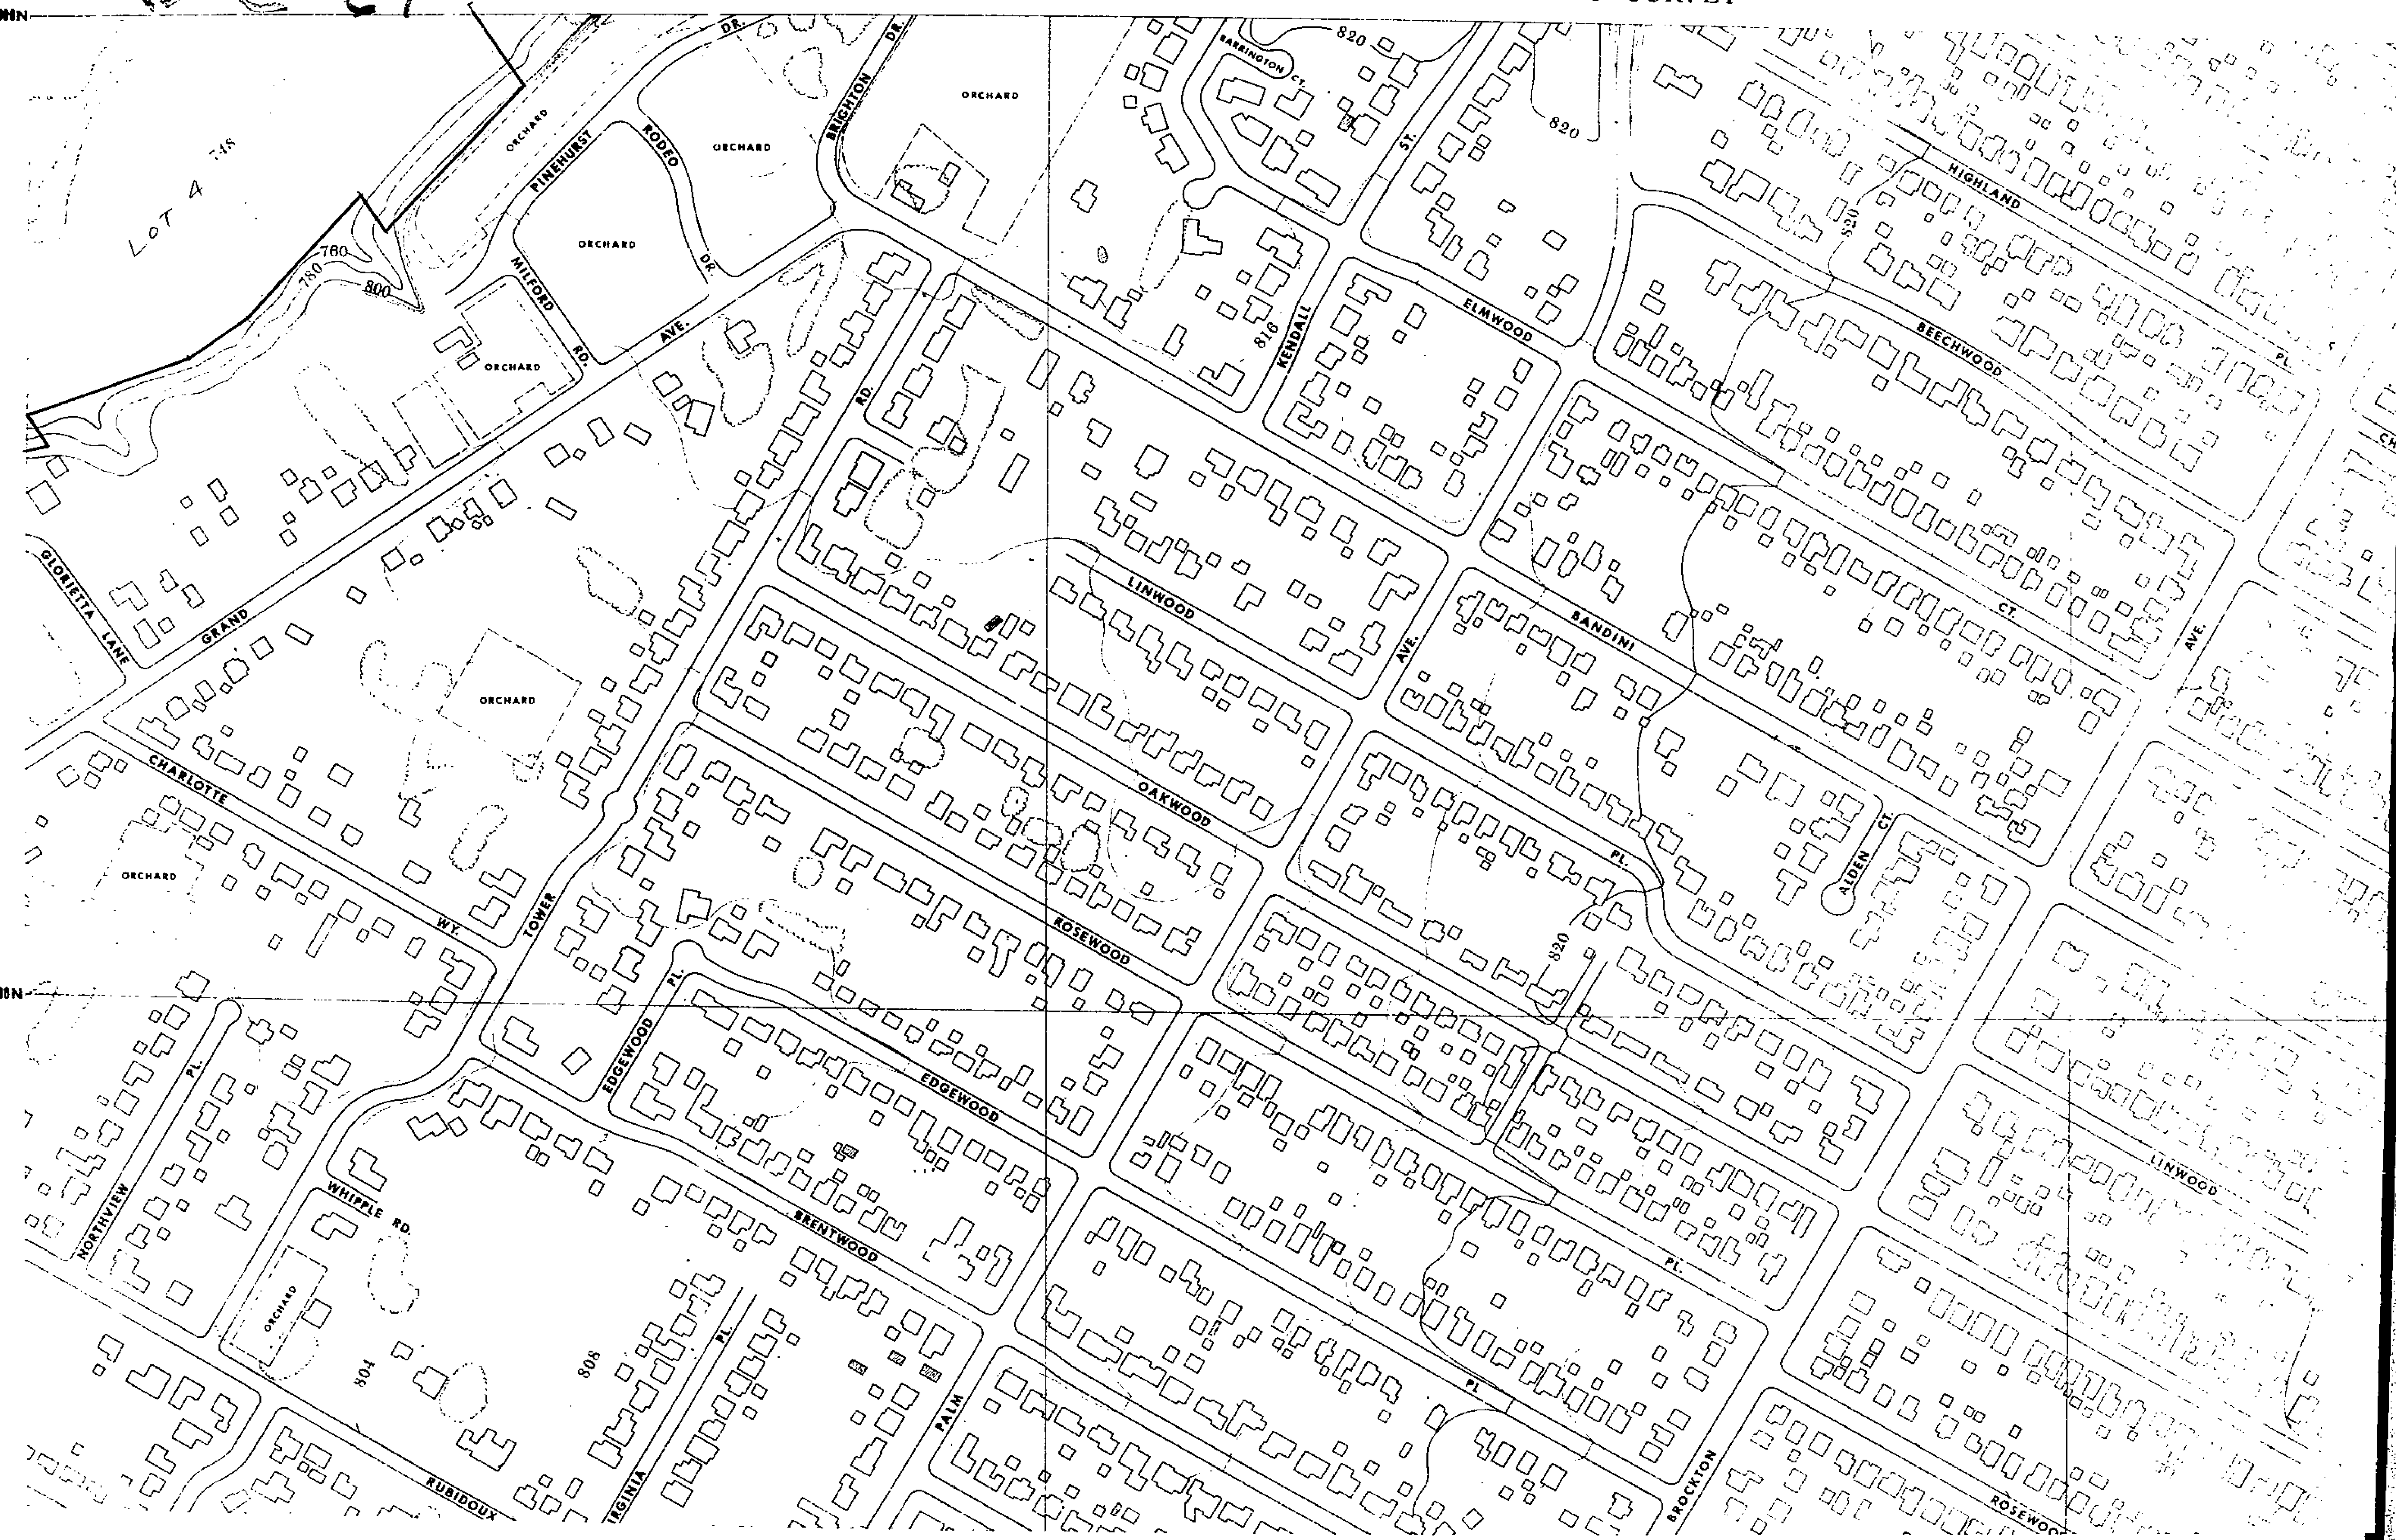 SURVEY
DR.
DR.
BRIGHTON
ORCHARD
BARRINGTON CT.
820
820
LOT 4
748
ORCHARD
PINEHURST
RODEO
ORCHARD
ST.
HIGHLAND
820
ORCHARD
DR.
760
780
800
MILFORD
RD.
AVE.
ORCHARD
RD.
816
KENDALL
ELMWOOD
BEECHWOOD
PL.
GLORIETTA
LANE
GRAND
ORCHARD
LINWOOD
AVE.
BANDINI
CT.
AVE.
CHARLOTTE
WY.
ORCHARD
TOWER
OAKWOOD
ROSEWOOD
PL.
ALDEN
CT.
820
PL.
EDGEWOOD
EDGEWOOD
PL.
NORTHVIEW
WHIPPLE RD.
ORCHARD
BRENTWOOD
PL.
LINWOOD
804
808
PL.
PALM
PL.
RUBIDOUX
BROCKTON